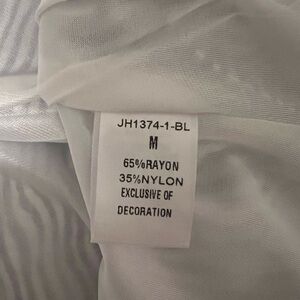 JH1374-1-BL
M
65%RAYON
35%NYLON
EXCLUSIVE OF
DECORATION